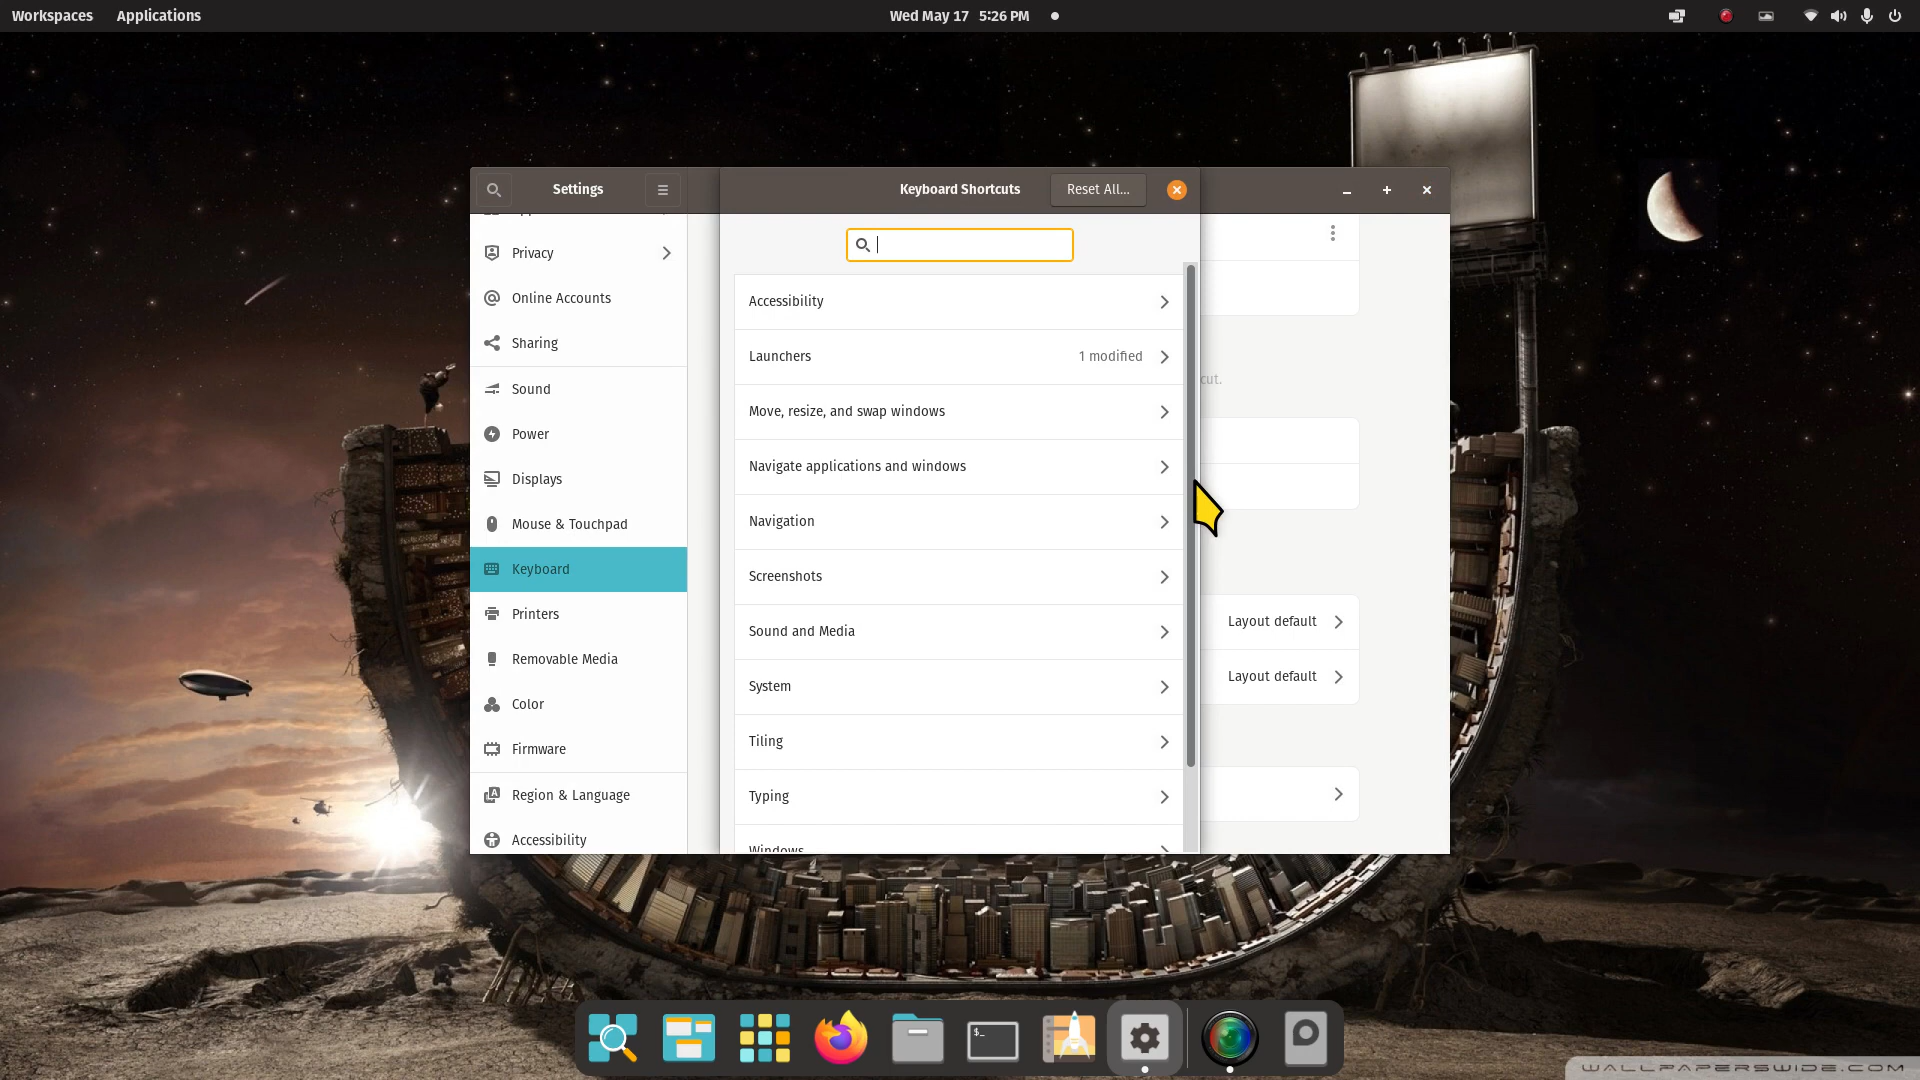 Workspaces Applications Wed May 17 5:26 PM
Settings
Keyboard Shortcuts
Reset All...
Privacy
Online Accounts
Sharing
Sound
Power
Displays
Mouse & Touchpad
Keyboard
Printers
Removable Media
Color
Firmware
Region & Language
Accessibility
Accessibility
Launchers 1 modified
Move, resize, and swap windows
Navigate applications and windows
Navigation
Screenshots
Sound and Media
System
Tiling
Typing
Windows
cut.
Layout default
Layout default
$_
WALLPAPERSWIDE.COM